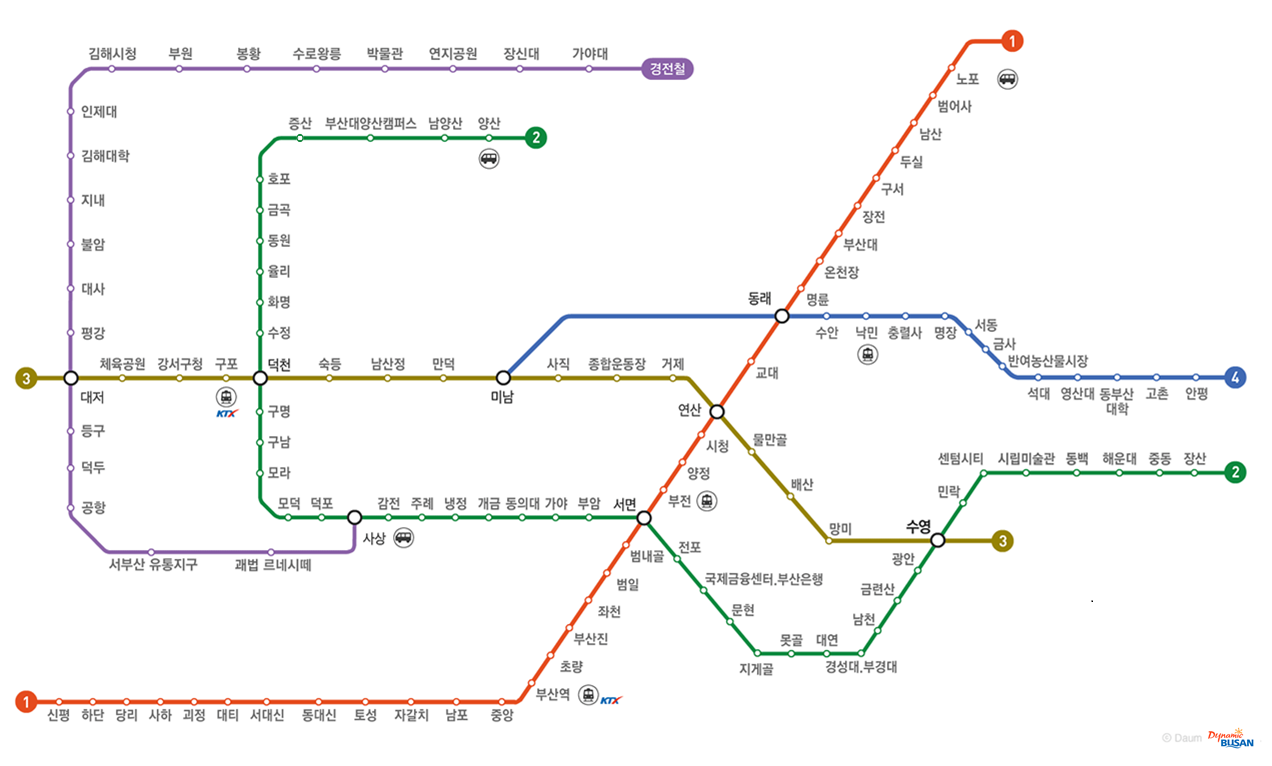 1
김해시청 부원 봉황 수로왕릉 박물관 연지공원 장신대 가야대 경전철
노포
인제대
범어사
증산 부산대양산캠퍼스 남양산 양산 2
남산
김해대학
두실
호포
구서
지내
금곡
장전
불암
동원
부산대
율리
온천장
대사
화명
동래 명륜
평강
수정
수안 낙민 충렬사 명장 서동
금사
반여농산물시장
3
체육공원 강서구청 구포 덕천 숙등 남산정 만덕 사직 종합운동장 거제
교대
4
대저
미남
석대 영산대 동부산
대학
고촌 안평
KTX
구명
연산
등구
구남
시청
물만골
덕두
모라
양정
센텀시티 시립미술관 동백 해운대 중동 장산
2
배산
민락
공항
모덕 덕포 감전 주례 냉정 개금 동의대 가야 부암 서면
부전
사상
망미
수영
3
서부산 유통지구 괘법 르네시떼
범내골
전포
광안
범일
국제금융센터.부산은행
금련산
좌천
문현
남천
부산진
못골 대연
초량
지게골
경성대.부경대
부산역 KTX
1
신평 하단 당리 사하 괴정 대티 서대신 동대신 토성 자갈치 남포 중앙
© Daum
Dynamic
BUSAN